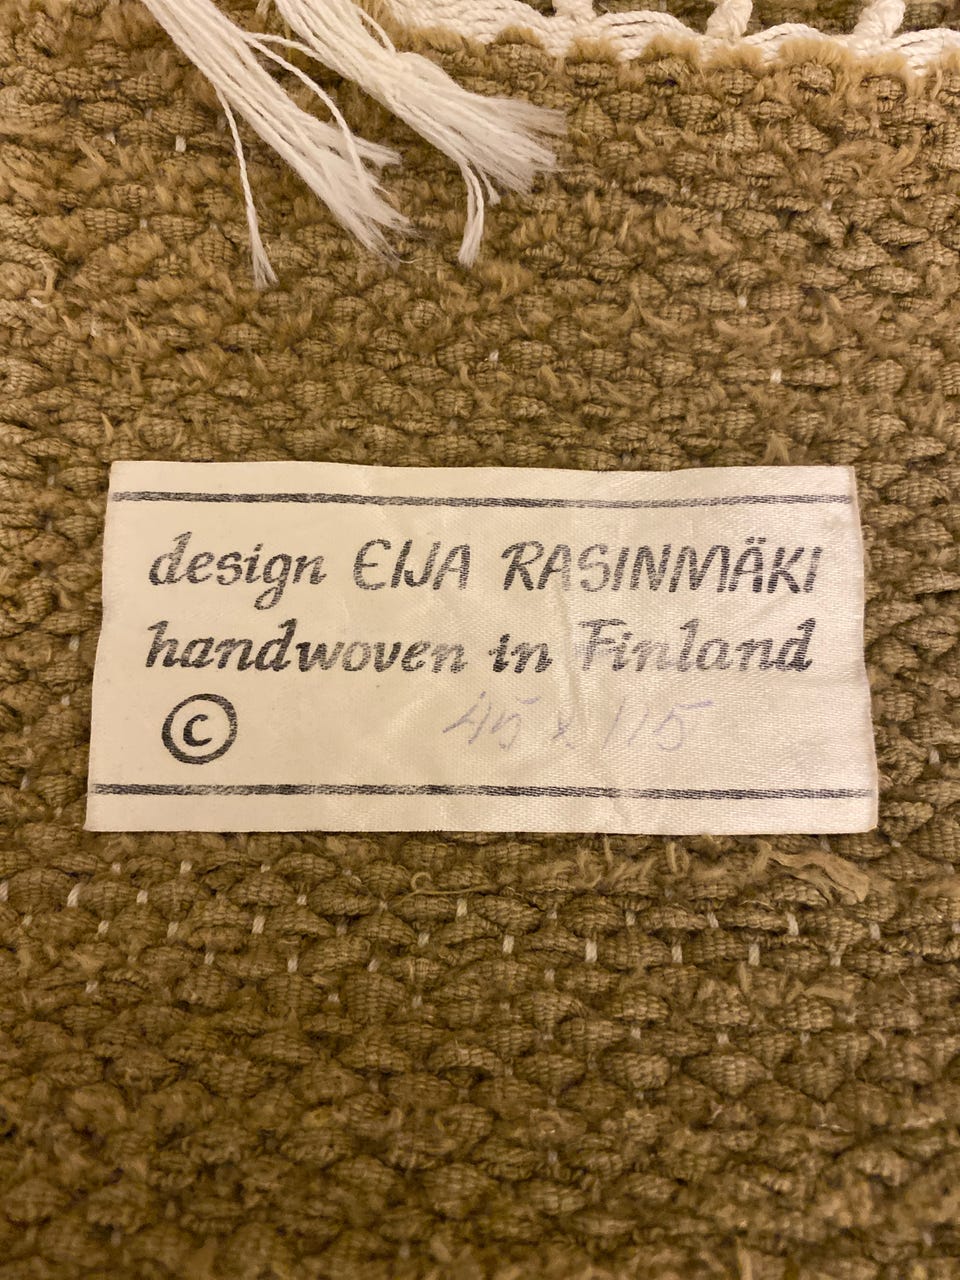 design EIJA RASINMÄKI
handwoven in Finland
© 45 x 115